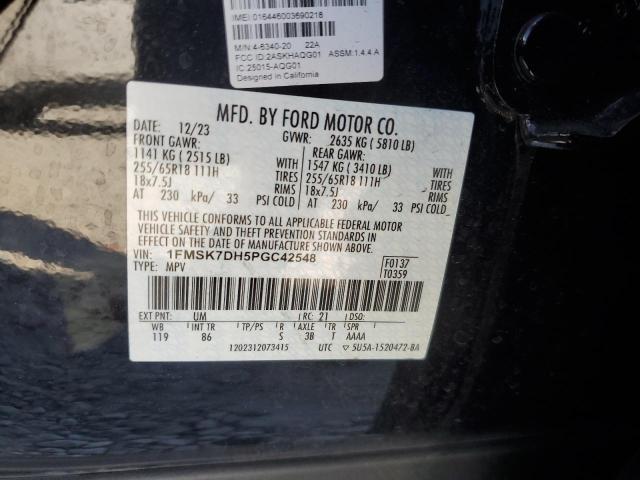 IMEI: 016446003690218
M/N: 4-6340-20 22A
FCC ID: 2ASKHAQG01 ASSM: 1.4.4.A
IC: 25015-AQG01
Designed in California
MFD. BY FORD MOTOR CO.
DATE: 12/23 GVWR: 2635 KG ( 5810 LB)
FRONT GAWR: REAR GAWR:
1141 KG ( 2515 LB) WITH 1547 KG ( 3410 LB) WITH
255/65R18 111H TIRES 255/65R18 111H TIRES
18x7.5J RIMS 18x7.5J RIMS
AT 230 kPa/ 33 PSI COLD AT 230 kPa/ 33 PSI COLD
THIS VEHICLE CONFORMS TO ALL APPLICABLE FEDERAL MOTOR
VEHICLE SAFETY AND THEFT PREVENTION STANDARDS IN
EFFECT ON THE DATE OF MANUFACTURE SHOWN ABOVE.
VIN: 1FMSK7DH5PGC42548 F0137
TYPE: MPV T0359
EXT PNT: UM RC: 21 DSO:
WB INT TR TP/PS R AXLE TR SPR
119 86 S 3B T AAAA
1202312073415 UTC 5U5A-1520472-BA